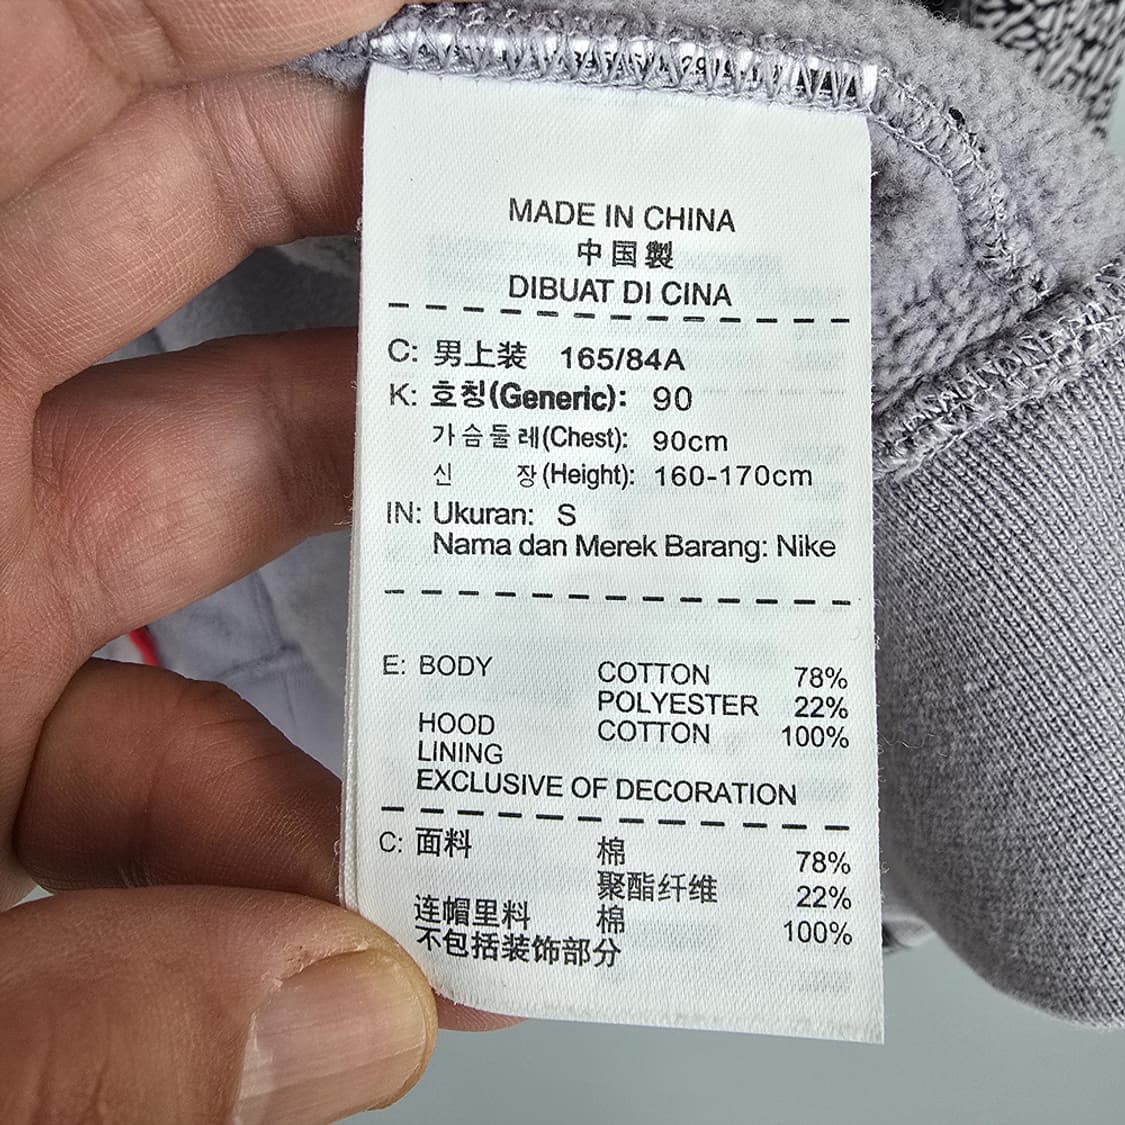 MADE IN CHINA
中国製
DIBUAT DI CINA
C: 男上装 165/84A
K: 호칭(Generic): 90
가슴둘레(Chest): 90cm
신 장(Height): 160-170cm
IN: Ukuran: S
Nama dan Merek Barang: Nike
E: BODY COTTON 78%
POLYESTER 22%
HOOD COTTON 100%
LINING
EXCLUSIVE OF DECORATION
C: 面料 棉 78%
聚酯纤维 22%
连帽里料 棉 100%
不包括装饰部分